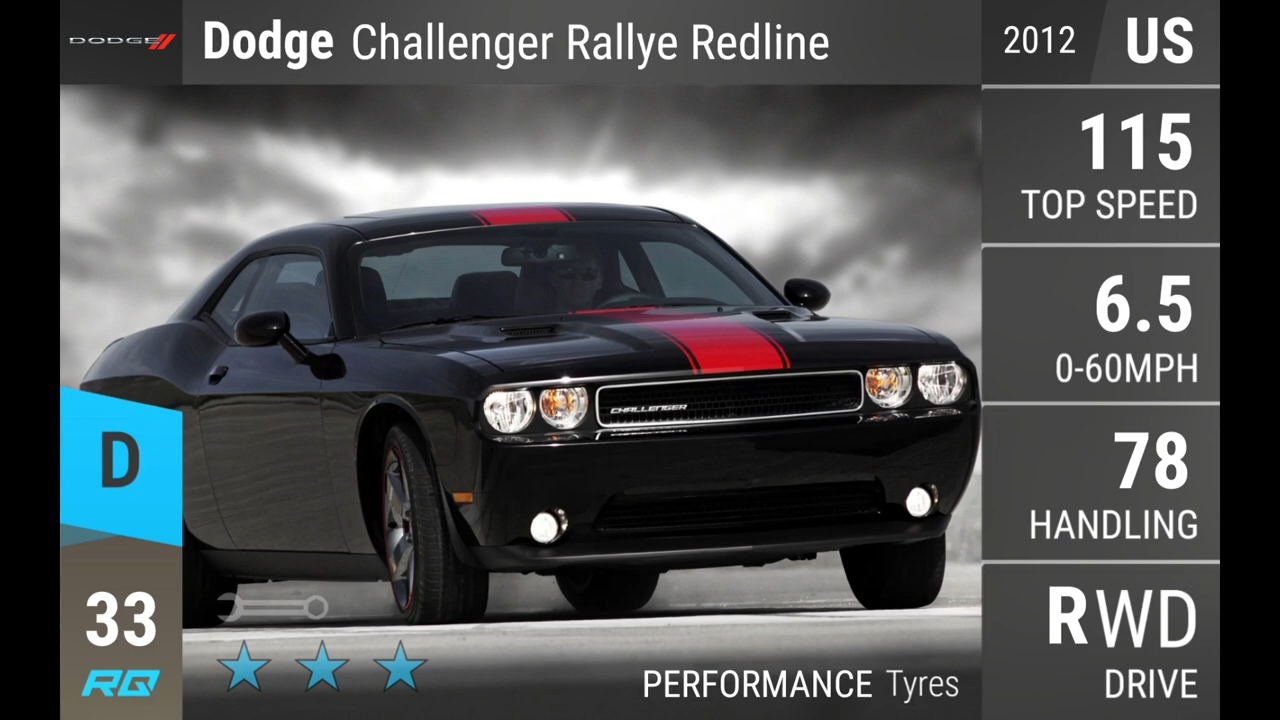 DODGE
Dodge Challenger Rallye Redline
2012 US
115
TOP SPEED
6.5
0-60MPH
78
HANDLING
RWD
DRIVE
CHALLENGER
D
33
RQ
PERFORMANCE Tyres